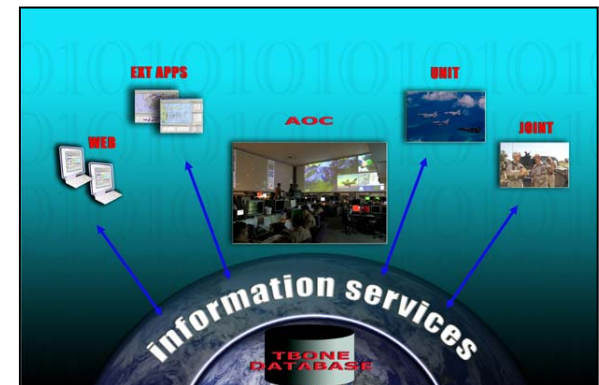 EXT APPS
UNIT
AOC
JOINT
WEB
information services
TBONE
DATABASE